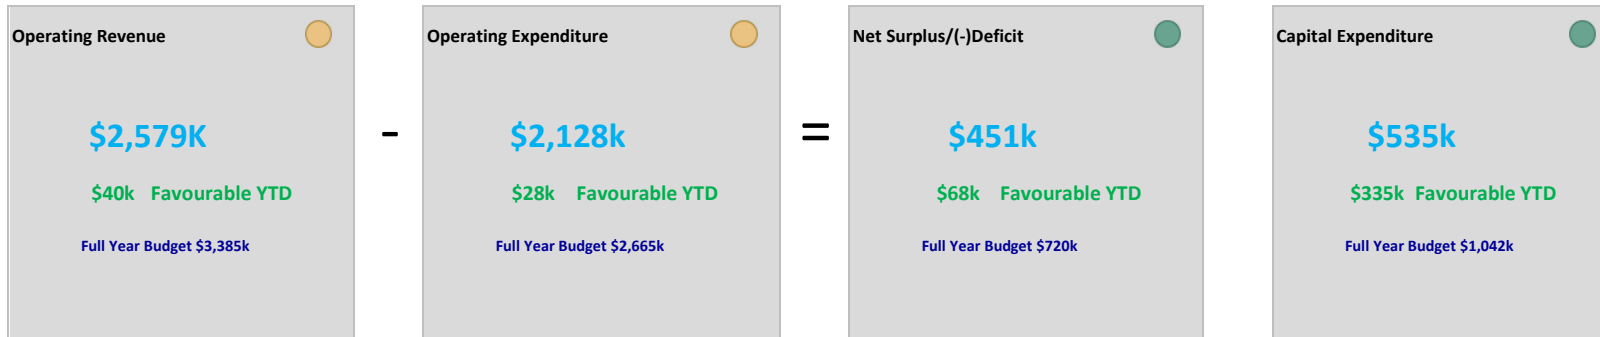 Operating Revenue
$2,579K
$40k Favourable YTD
Full Year Budget $3,385k
-
Operating Expenditure
$2,128k
$28k Favourable YTD
Full Year Budget $2,665k
=
Net Surplus/(-)Deficit
$451k
$68k Favourable YTD
Full Year Budget $720k
Capital Expenditure
$535k
$335k Favourable YTD
Full Year Budget $1,042k